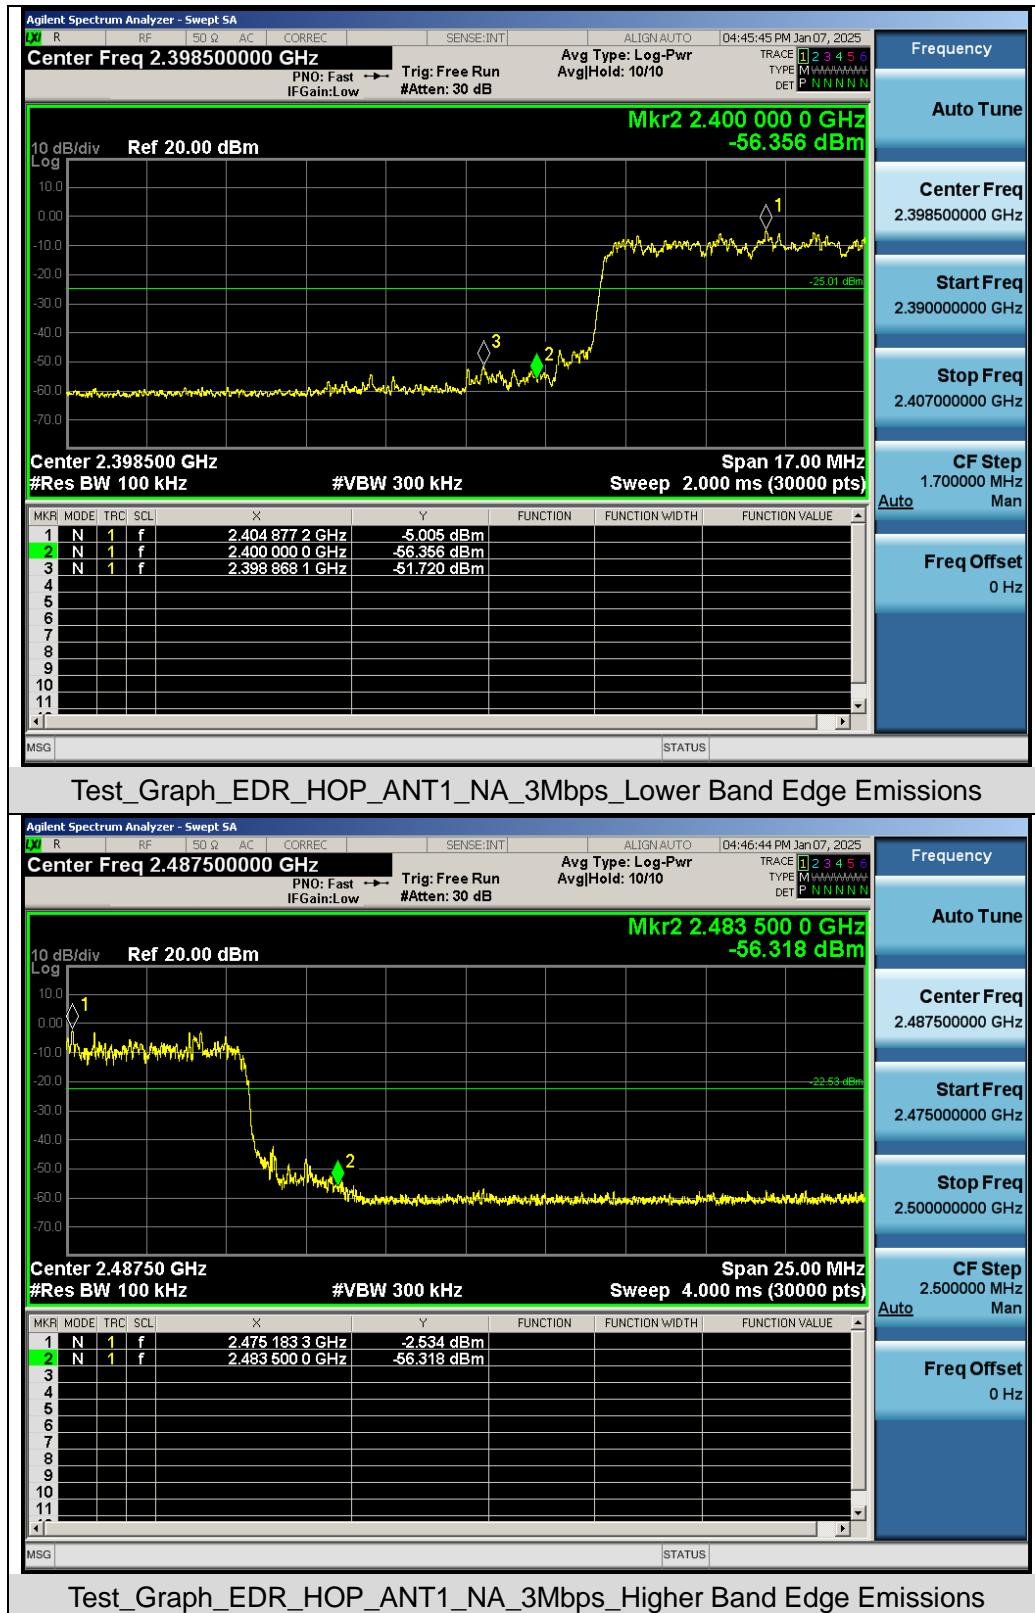 Agilent Spectrum Analyzer - Swept SA
LXI R RF 50 Ω AC CORREC SENSE:INT ALIGN AUTO 04:45:45 PM Jan 07, 2025
Center Freq 2.398500000 GHz
PNO: Fast
IFGain:Low
Trig: Free Run
#Atten: 30 dB
Avg Type: Log-Pwr
Avg|Hold: 10/10
TRACE 1 2 3 4 5 6
TYPE M
DET P N N N N N
Mkr2 2.400 000 0 GHz
-56.356 dBm
10 dB/div Ref 20.00 dBm
Log
10.0
0.00
-10.0
-20.0
-30.0
-40.0
-50.0
-60.0
-70.0
1
-25.01 dBm
3
2
Center 2.398500 GHz Span 17.00 MHz
#Res BW 100 kHz #VBW 300 kHz Sweep 2.000 ms (30000 pts)
MKR MODE TRC SCL X Y FUNCTION FUNCTION WIDTH FUNCTION VALUE
1 N 1 f 2.404 877 2 GHz -5.005 dBm
2 N 1 f 2.400 000 0 GHz -56.356 dBm
3 N 1 f 2.398 868 1 GHz -51.720 dBm
4
5
6
7
8
9
10
11
MSG STATUS
Frequency
Auto Tune
Center Freq
2.398500000 GHz
Start Freq
2.390000000 GHz
Stop Freq
2.407000000 GHz
CF Step
1.700000 MHz
Auto Man
Freq Offset
0 Hz
Test_Graph_EDR_HOP_ANT1_NA_3Mbps_Lower Band Edge Emissions
Agilent Spectrum Analyzer - Swept SA
LXI R RF 50 Ω AC CORREC SENSE:INT ALIGN AUTO 04:46:44 PM Jan 07, 2025
Center Freq 2.487500000 GHz
PNO: Fast
IFGain:Low
Trig: Free Run
#Atten: 30 dB
Avg Type: Log-Pwr
Avg|Hold: 10/10
TRACE 1 2 3 4 5 6
TYPE M
DET P N N N N N
Mkr2 2.483 500 0 GHz
-56.318 dBm
10 dB/div Ref 20.00 dBm
Log
10.0
0.00
-10.0
-20.0
-30.0
-40.0
-50.0
-60.0
-70.0
1
-22.53 dBm
2
Center 2.48750 GHz Span 25.00 MHz
#Res BW 100 kHz #VBW 300 kHz Sweep 4.000 ms (30000 pts)
MKR MODE TRC SCL X Y FUNCTION FUNCTION WIDTH FUNCTION VALUE
1 N 1 f 2.475 183 3 GHz -2.534 dBm
2 N 1 f 2.483 500 0 GHz -56.318 dBm
3
4
5
6
7
8
9
10
11
MSG STATUS
Frequency
Auto Tune
Center Freq
2.487500000 GHz
Start Freq
2.475000000 GHz
Stop Freq
2.500000000 GHz
CF Step
2.500000 MHz
Auto Man
Freq Offset
0 Hz
Test_Graph_EDR_HOP_ANT1_NA_3Mbps_Higher Band Edge Emissions